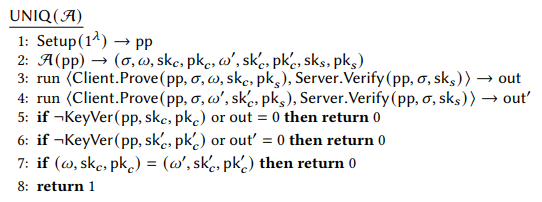 UNIQ(𝒜)
1: Setup(1^λ) → pp
2: 𝒜(pp) → (σ, ω, sk_c, pk_c, ω′, sk′_c, pk′_c, sk_s, pk_s)
3: run ⟨Client.Prove(pp, σ, ω, sk_c, pk_s), Server.Verify(pp, σ, sk_s)⟩ → out
4: run ⟨Client.Prove(pp, σ, ω′, sk′_c, pk_s), Server.Verify(pp, σ, sk_s)⟩ → out′
5: if ¬KeyVer(pp, sk_c, pk_c) or out = 0 then return 0
6: if ¬KeyVer(pp, sk′_c, pk′_c) or out′ = 0 then return 0
7: if (ω, sk_c, pk_c) = (ω′, sk′_c, pk′_c) then return 0
8: return 1